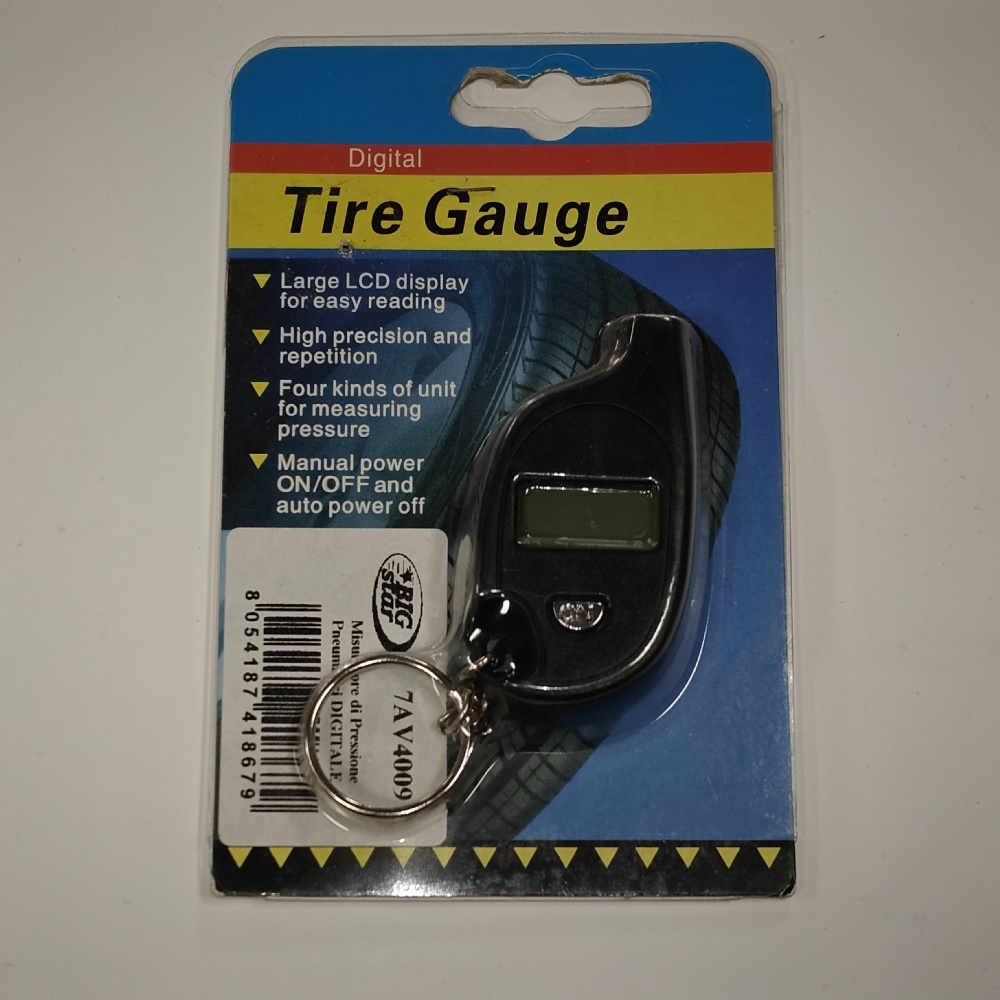 Digital
Tire Gauge
Large LCD display
for easy reading
High precision and
repetition
Four kinds of unit
for measuring
pressure
Manual power
ON/OFF and
auto power off
BIG
star
7AV4009
di Pressione
DIGITALE
8 054187 418679